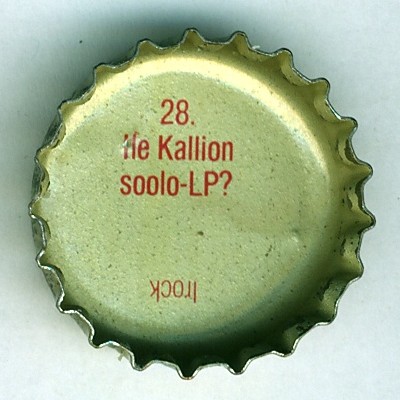 28.
Ile Kallion
soolo-LP?
Irock